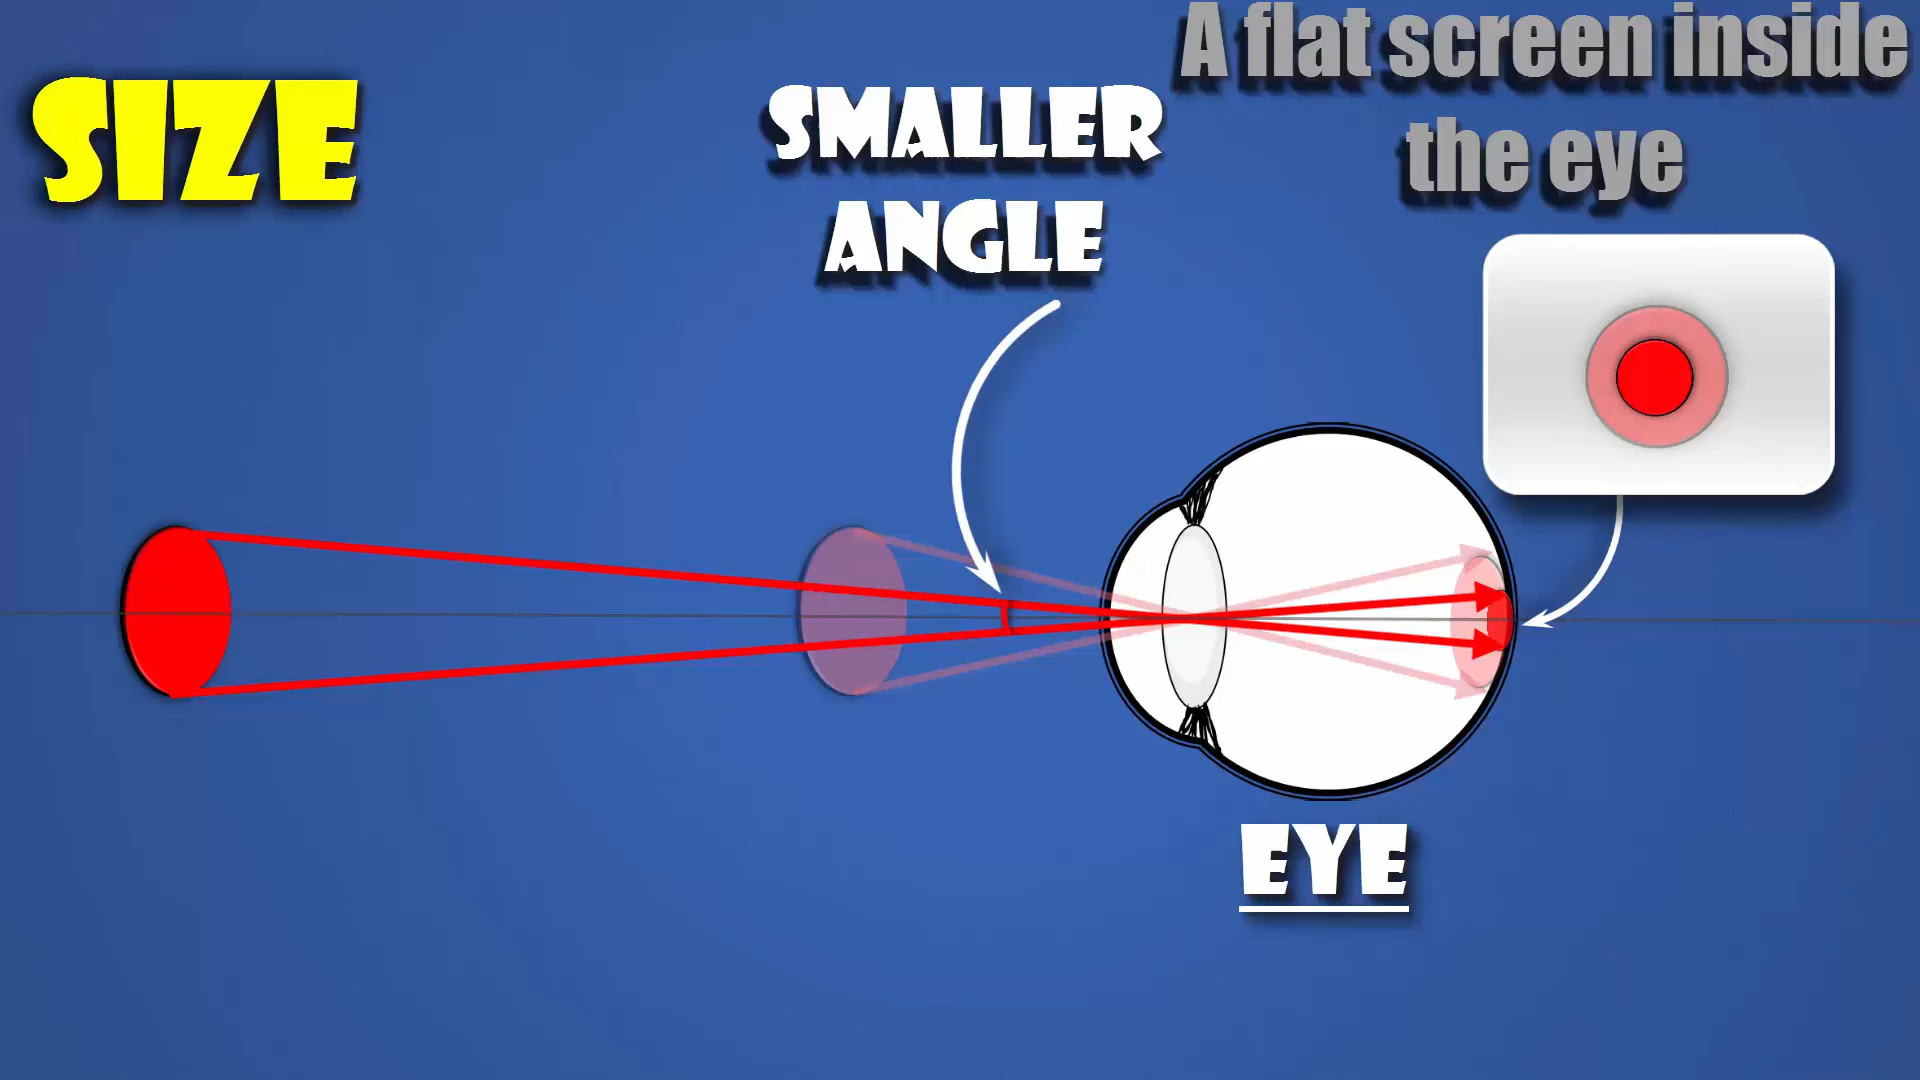 SIZE
SMALLER
ANGLE
A flat screen inside
the eye
EYE